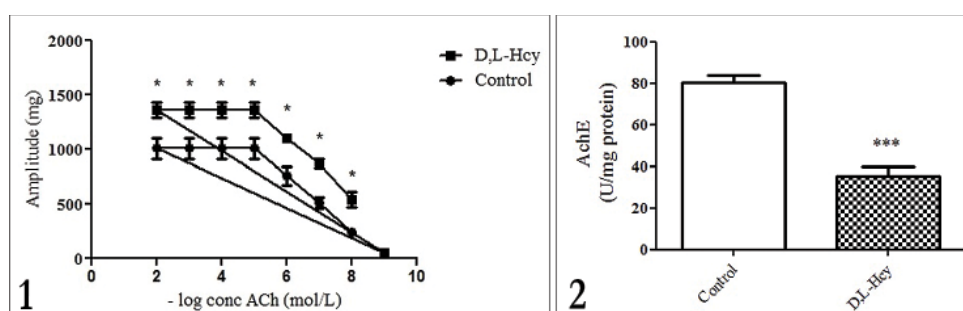 2000
1500
1000
500
0
Amplitude (mg)
* * * * * * *
D,L-Hcy
Control
0 2 4 6 8 10
- log conc ACh (mol/L)
1
100
80
60
40
20
0
AchE
(U/mg protein)
***
Control
D,L-Hcy
2